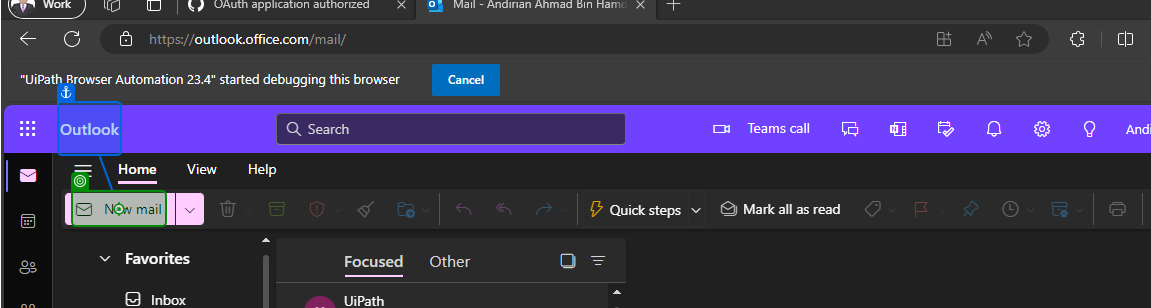 Work
OAuth application authorized
Mail - Andirian Ahmad Bin Hamd
https://outlook.office.com/mail/
"UiPath Browser Automation 23.4" started debugging this browser
Cancel
Outlook
Search
Teams call
Andi
Home View Help
New mail
Quick steps
Mark all as read
Favorites
Focused Other
Inbox
UiPath